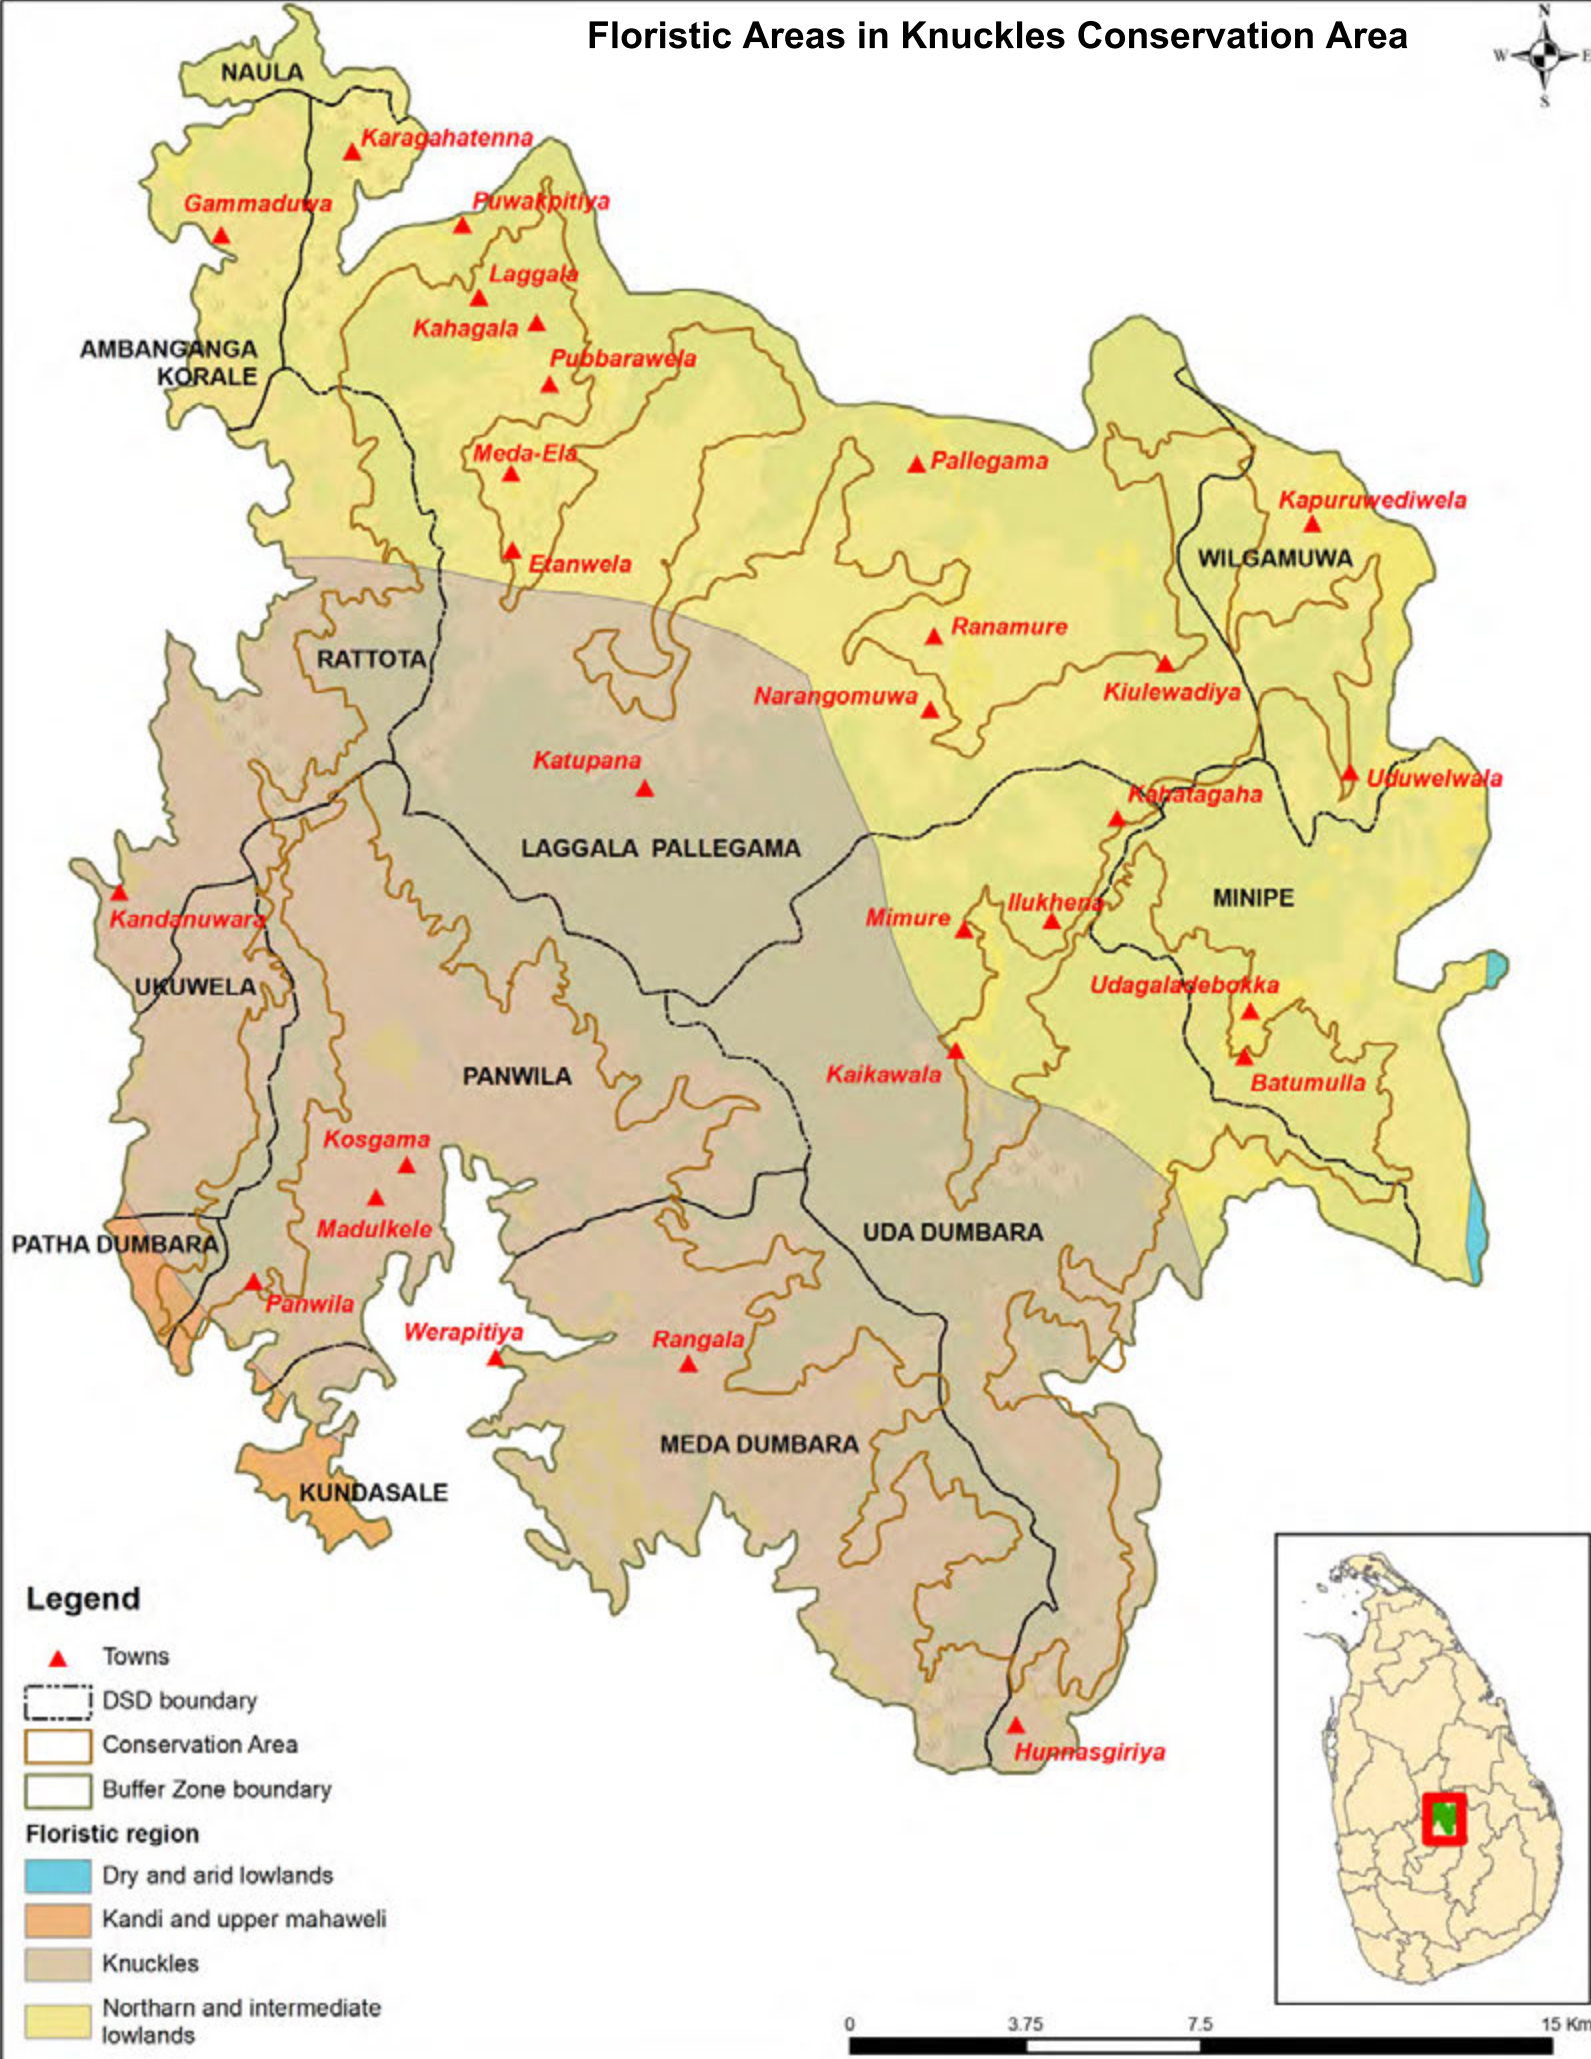 Floristic Areas in Knuckles Conservation Area
N
W
E
S
NAULA
Karagahatenna
Gammaduwa
Puwakpitiya
Laggala
Kahagala
AMBANGANGA
KORALE
Pubbarawela
Meda-Ela
Pallegama
Kapuruwediwela
Etanwela
WILGAMUWA
Ranamure
RATTOTA
Narangomuwa
Kiulewadiya
Katupana
Uduwelwala
Kahatagaha
LAGGALA PALLEGAMA
MINIPE
Ilukhena
Kandanuwara
Mimure
UKUWELA
Udagaladebokka
PANWILA
Kaikawala
Batumulla
Kosgama
Madulkele
UDA DUMBARA
PATHA DUMBARA
Panwila
Werapitiya
Rangala
MEDA DUMBARA
KUNDASALE
Hunnasgiriya
Legend
Towns
DSD boundary
Conservation Area
Buffer Zone boundary
Floristic region
Dry and arid lowlands
Kandi and upper mahaweli
Knuckles
Northarn and intermediate
lowlands
0 3.75 7.5 15 Km